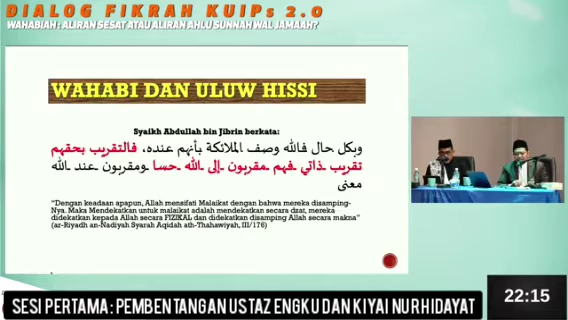 DIALOG FIKRAH KUIPs 2.0
WAHABIAH : ALIRAN SESAT ATAU ALIRAN AHLU SUNNAH WAL JAMAAH?
WAHABI DAN ULUW HISSI
Syaikh Abdullah bin Jibrin berkata:
وبكل حال فالله وصف الملائكة بأنهم عنده، فالتقريب بحقهم
تقريب ذاتي فهم مقربون إلى الله حسا ومقربون عند الله
معنى
"Dengan keadaan apapun, Allah mensifati Malaikat dengan bahwa mereka disamping-
Nya. Maka Mendekatkan untuk malaikat adalah mendekatkan secara dzat, mereka
didekatkan kepada Allah secara FIZIKAL dan didekatkan disamping Allah secara makna"
(ar-Riyadh an-Nadiyah Syarah Aqidah ath-Thahawiyah, III/176)
22:15
SESI PERTAMA : PEMBENTANGAN USTAZ ENGKU DAN KIYAI NURHIDAYAT